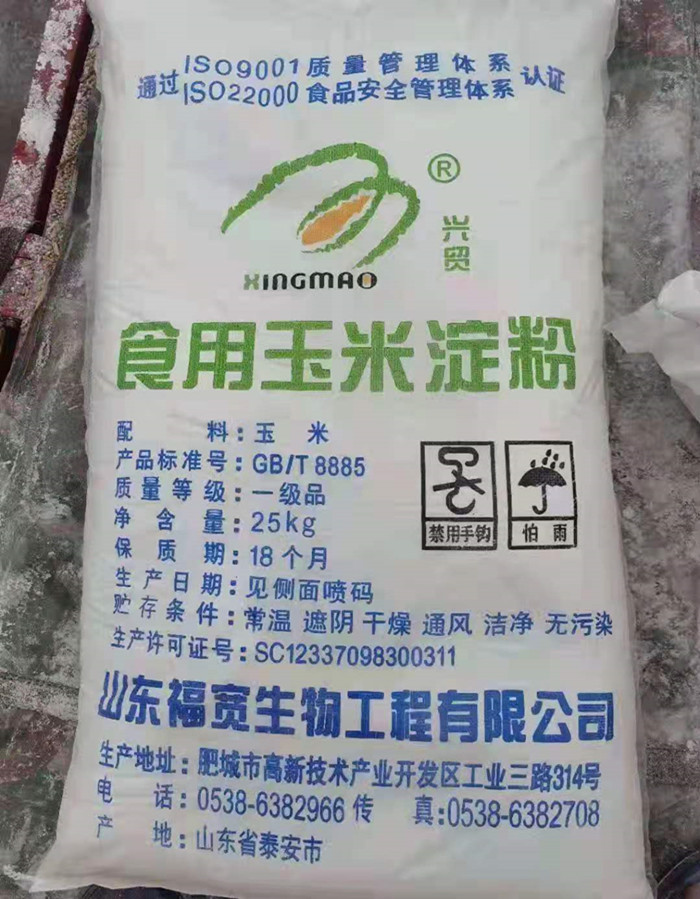 通过 ISO9001质量管理体系 认证
ISO22000食品安全管理体系
®
兴贸
XINGMAO
食用玉米淀粉
配料:玉米
产品标准号:GB/T 8885
质量等级:一级品
净含量:25kg
保质期:18个月
生产日期:见侧面喷码
贮存条件:常温 遮阴 干燥 通风 洁净 无污染
生产许可证号:SC12337098300311
禁用手钩
怕雨
山东福宽生物工程有限公司
生产地址:肥城市高新技术产业开发区工业三路314号
电话:0538-6382966 传真:0538-6382708
产地:山东省泰安市